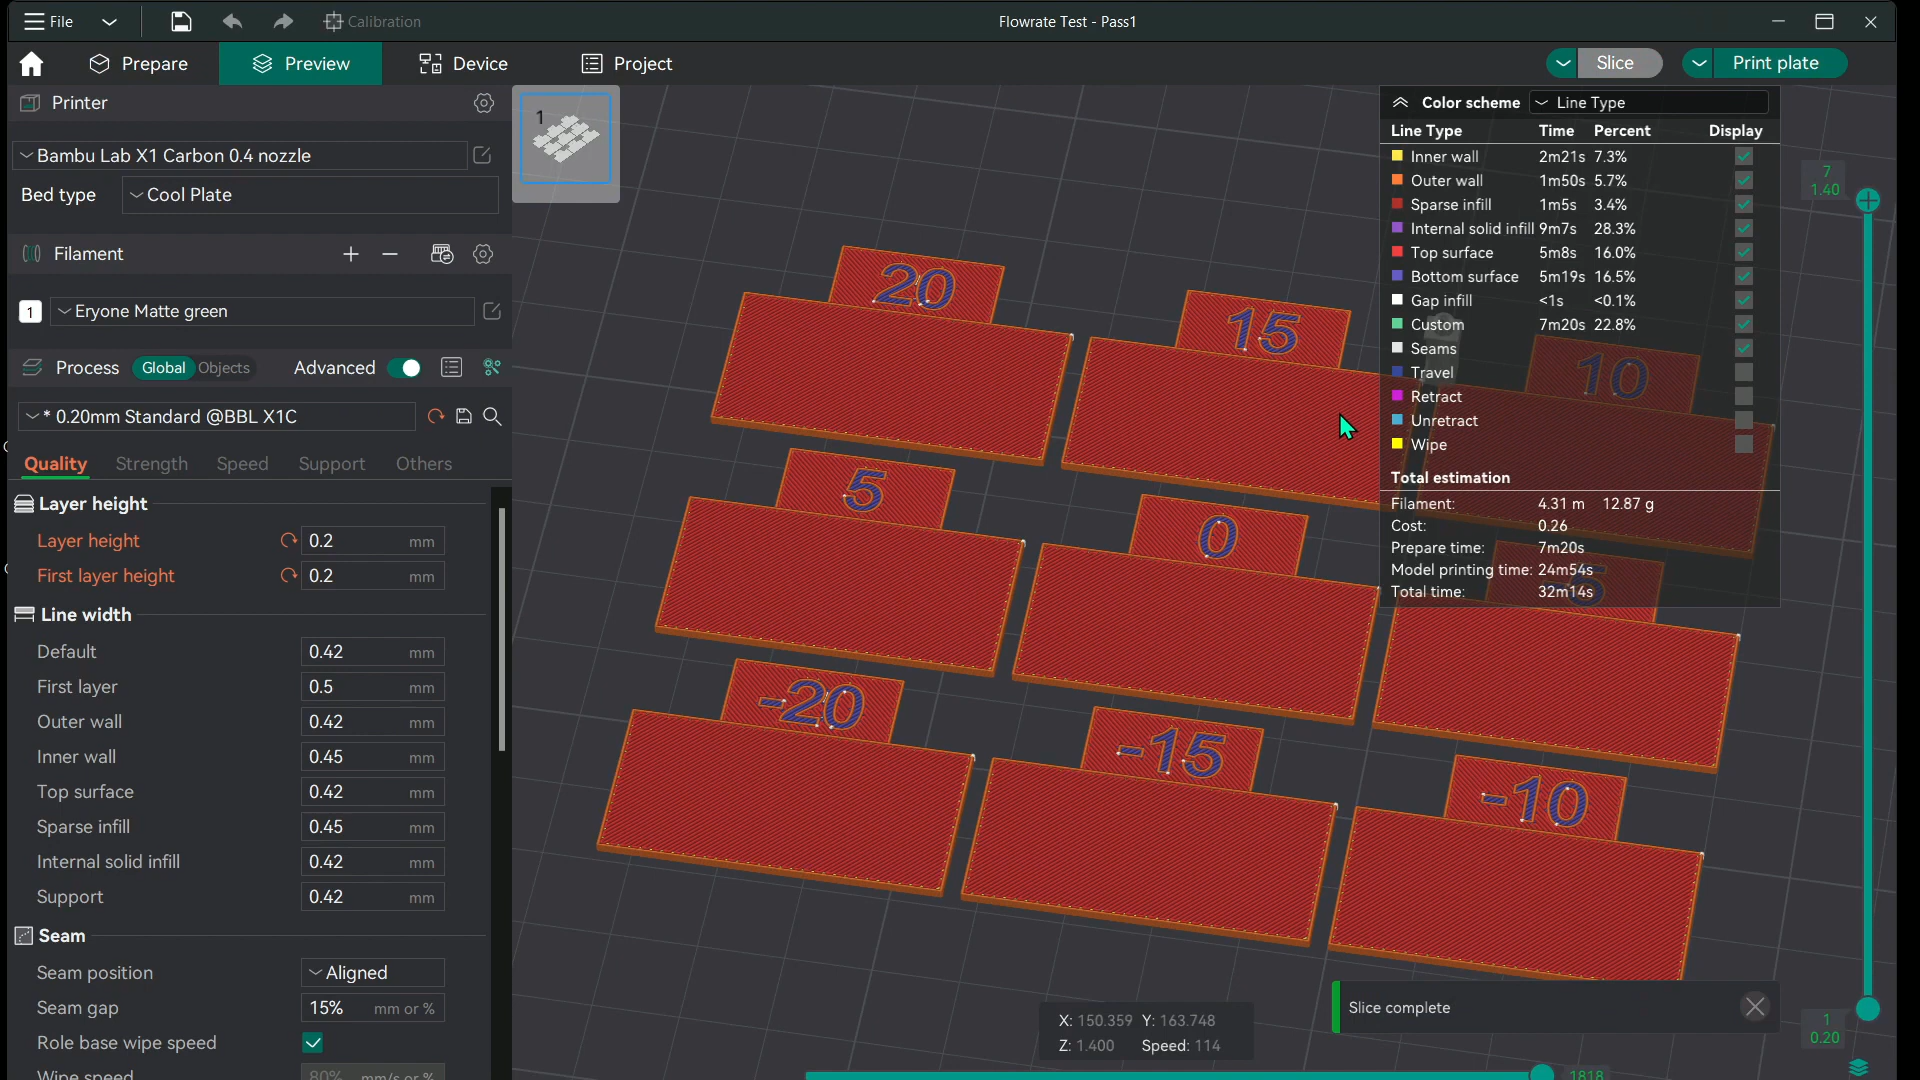 File
Calibration
Flowrate Test - Pass1
Prepare
Preview
Device
Project
Slice
Print plate
Printer
Bambu Lab X1 Carbon 0.4 nozzle
Bed type
Cool Plate
Filament
1
Eryone Matte green
Process
Global
Objects
Advanced
* 0.20mm Standard @BBL X1C
Quality
Strength
Speed
Support
Others
Layer height
Layer height 0.2 mm
First layer height 0.2 mm
Line width
Default 0.42 mm
First layer 0.5 mm
Outer wall 0.42 mm
Inner wall 0.45 mm
Top surface 0.42 mm
Sparse infill 0.45 mm
Internal solid infill 0.42 mm
Support 0.42 mm
Seam
Seam position Aligned
Seam gap 15% mm or %
Role base wipe speed
Wipe speed 80% mm/s or %
1
20
15
10
5
0
-5
-20
-15
-10
Color scheme Line Type
Line Type Time Percent Display
Inner wall 2m21s 7.3%
Outer wall 1m50s 5.7%
Sparse infill 1m5s 3.4%
Internal solid infill 9m7s 28.3%
Top surface 5m8s 16.0%
Bottom surface 5m19s 16.5%
Gap infill <1s <0.1%
Custom 7m20s 22.8%
Seams
Travel
Retract
Unretract
Wipe
Total estimation
Filament: 4.31 m 12.87 g
Cost: 0.26
Prepare time: 7m20s
Model printing time: 24m54s
Total time: 32m14s
7
1.40
Slice complete
X: 150.359 Y: 163.748
Z: 1.400 Speed: 114
1
0.20
1818